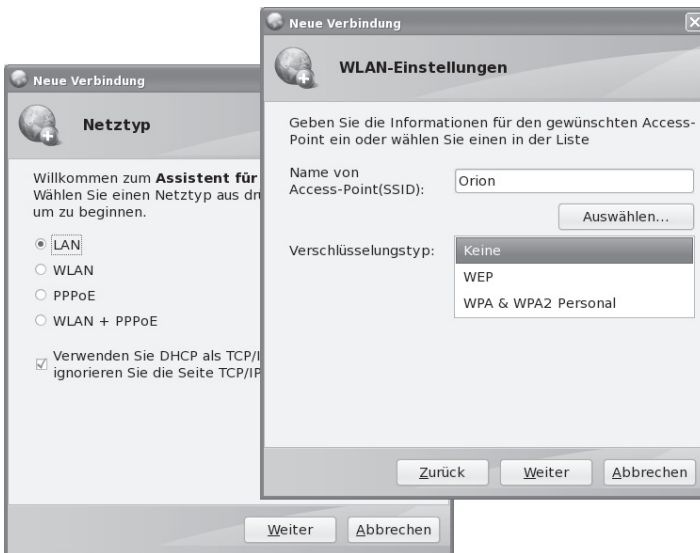 Neue Verbindung
Netztyp
Willkommen zum Assistent für
Wählen Sie einen Netztyp aus
um zu beginnen.
LAN
WLAN
PPPoE
WLAN + PPPoE
Verwenden Sie DHCP als
ignorieren Sie die Seite
Weiter
Abbrechen
Neue Verbindung
WLAN-Einstellungen
Geben Sie die Informationen für den gewünschten Access-
Point ein oder wählen Sie einen in der Liste
Name von
Access-Point(SSID):
Orion
Auswählen...
Verschlüsselungstyp:
Keine
WEP
WPA & WPA2 Personal
Zurück
Weiter
Abbrechen